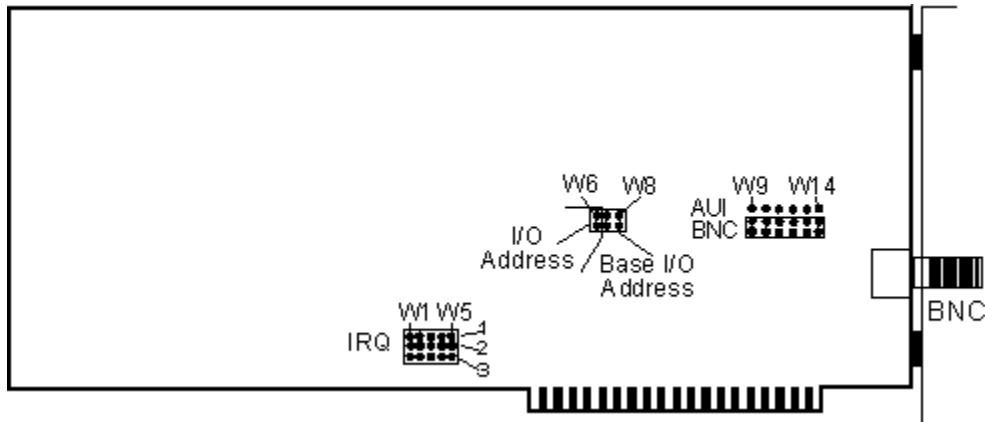 W6 W8
W9 W14
AUI
BNC
I/O
Address
Base I/O
Address
BNC
W1 W5
IRQ
1
2
3